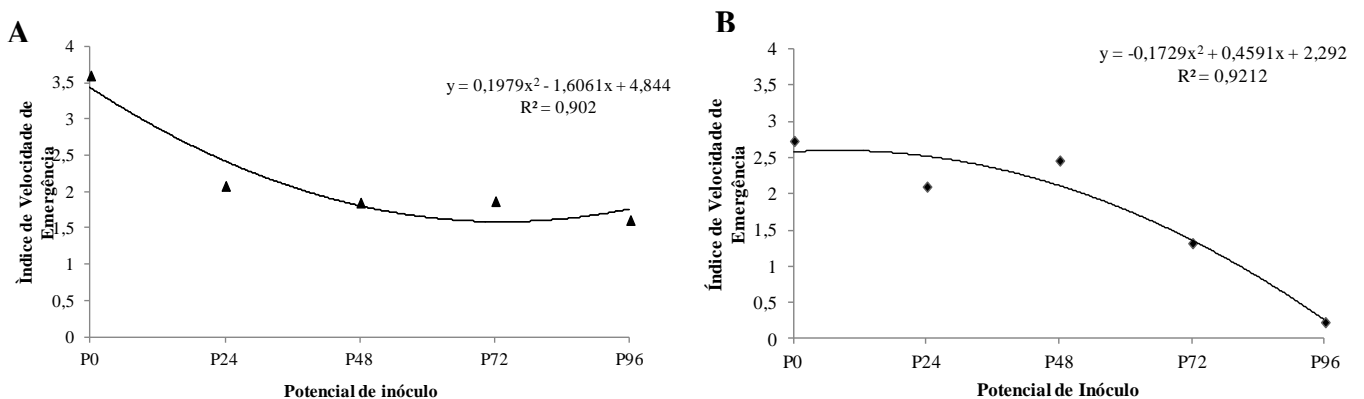 A
4
3,5
3
2,5
2
1,5
1
0,5
0
Ìndice de Velocidade de
Emergência
y = 0,1979x² - 1,6061x + 4,844
R² = 0,902
P0 P24 P48 P72 P96
Potencial de inóculo
B
4
3,5
3
2,5
2
1,5
1
0,5
0
Índice de Velocidade de
Emergência
y = -0,1729x² + 0,4591x + 2,292
R² = 0,9212
P0 P24 P48 P72 P96
Potencial de Inóculo